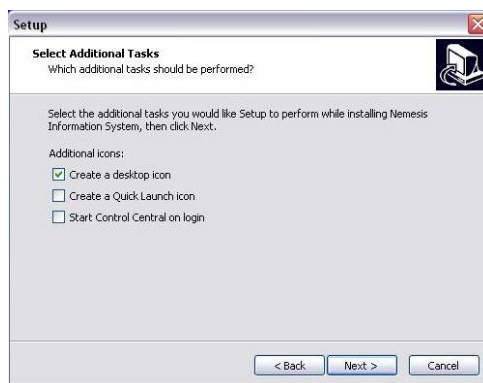 Setup
Select Additional Tasks
Which additional tasks should be performed?
Select the additional tasks you would like Setup to perform while installing Nemesis
Information System, then click Next.
Additional icons:
Create a desktop icon
Create a Quick Launch icon
Start Control Central on login
< Back Next > Cancel